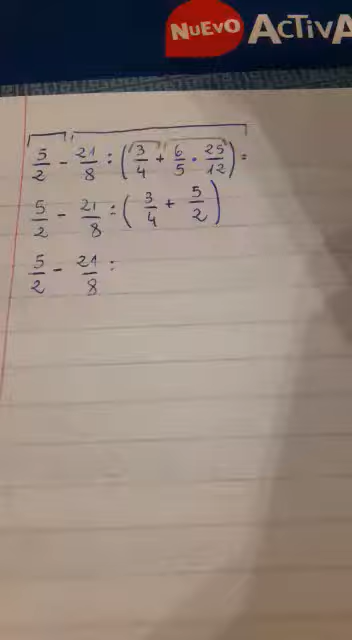 NUEVO ACTIVA
5/2 - 21/8 : (3/4 + 6/5 · 25/12) =
5/2 - 21/8 : (3/4 + 5/2)
5/2 - 21/8 :